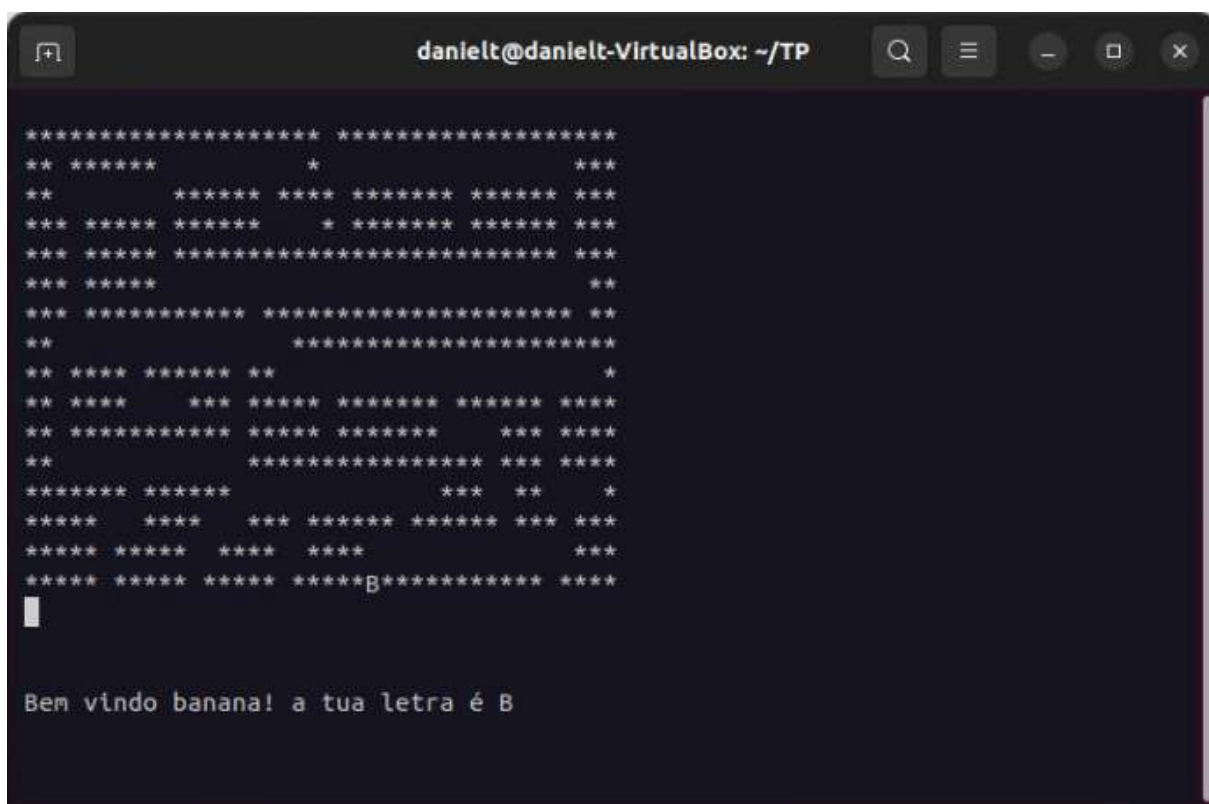 danielt@danielt-VirtualBox: ~/TP
******************** *******************
** ******          *                 ***
**        ****** **** ******* ****** ***
*** ***** ******    * ******* ****** ***
*** ***** ************************** ***
*** *****                             **
*** *********** ********************* **
**                **********************
** **** ****** **                      *
** ****    *** ***** ******* ****** ****
** *********** ***** *******    *** ****
**             **************** *** ****
******* ******              ***  **    *
*****   ****   *** ****** ****** *** ***
***** *****  ****  ****              ***
***** ***** ***** *****B*********** ****
Bem vindo banana! a tua letra é B